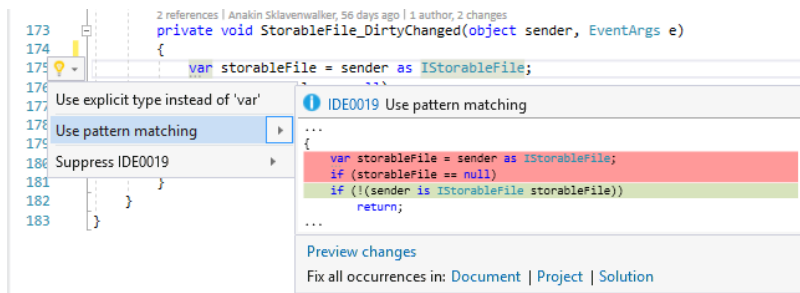 2 references | Anakin Sklavenwalker, 56 days ago | 1 author, 2 changes
173 private void StorableFile_DirtyChanged(object sender, EventArgs e)
174 {
175 var storableFile = sender as IStorableFile;
176
177 Use explicit type instead of 'var'
178 Use pattern matching
179
180 Suppress IDE0019
181 }
182 }
183 }
IDE0019 Use pattern matching
...
{
var storableFile = sender as IStorableFile;
if (storableFile == null)
if (!(sender is IStorableFile storableFile))
return;
...
Preview changes
Fix all occurrences in: Document | Project | Solution